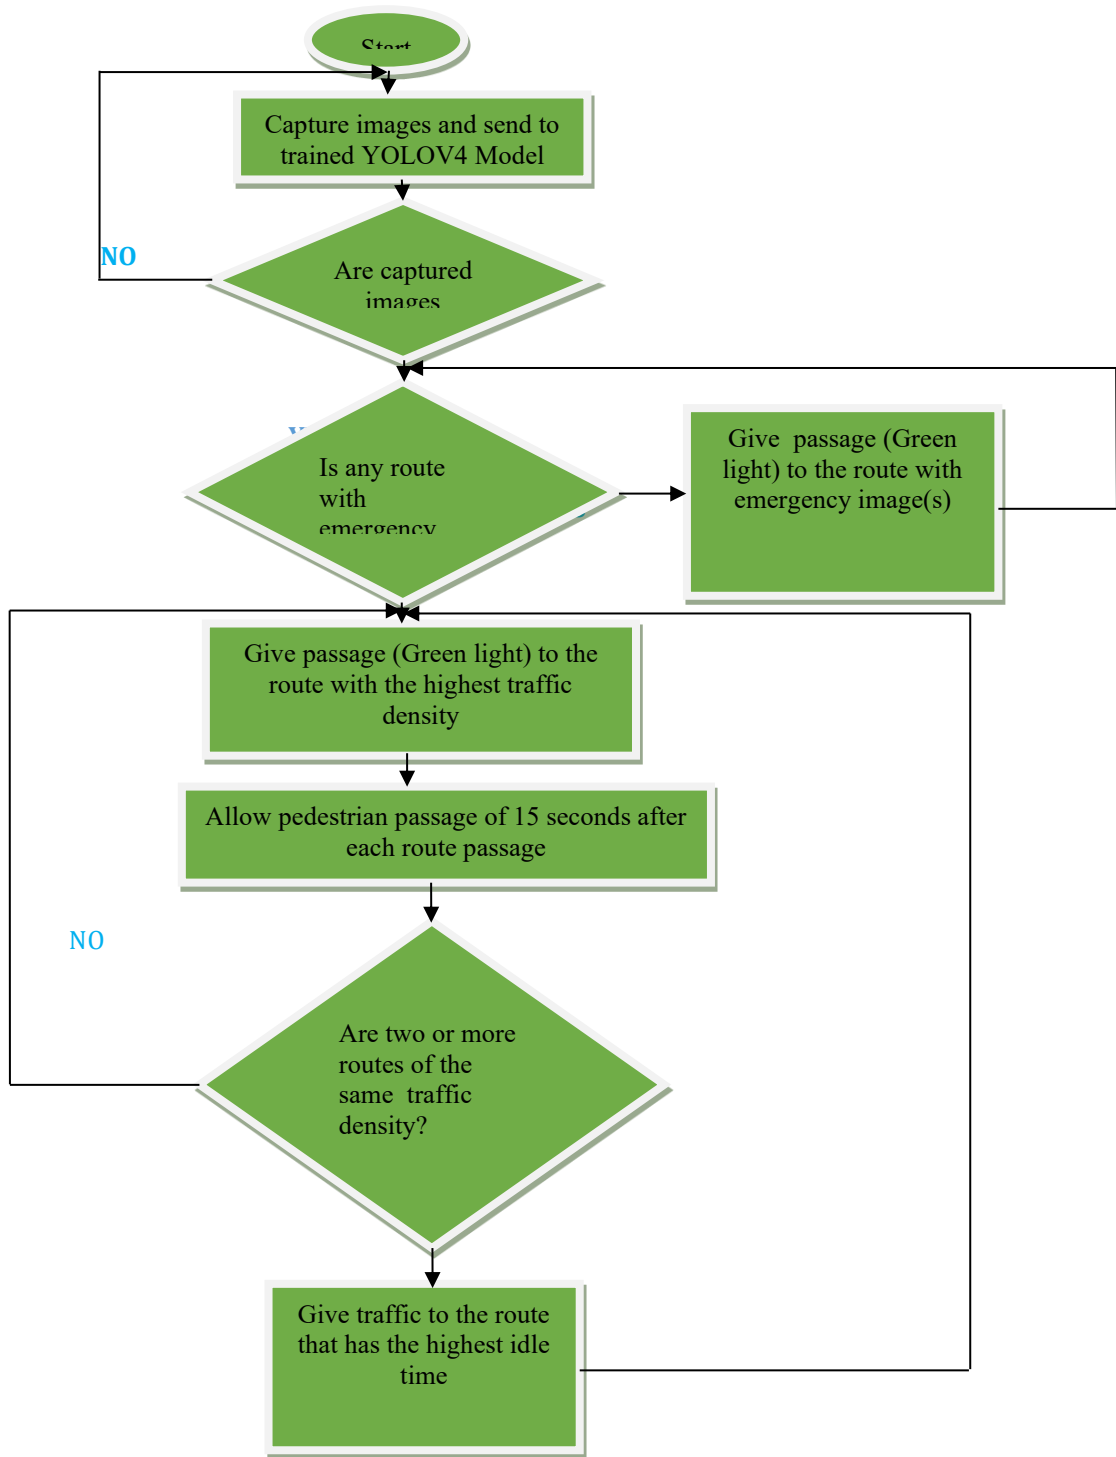 Start
Capture images and send to
trained YOLOV4 Model
NO
Are captured
images
Is any route
with
emergency
Give passage (Green
light) to the route with
emergency image(s)
Give passage (Green light) to the
route with the highest traffic
density
Allow pedestrian passage of 15 seconds after
each route passage
NO
Are two or more
routes of the
same traffic
density?
Give traffic to the route
that has the highest idle
time